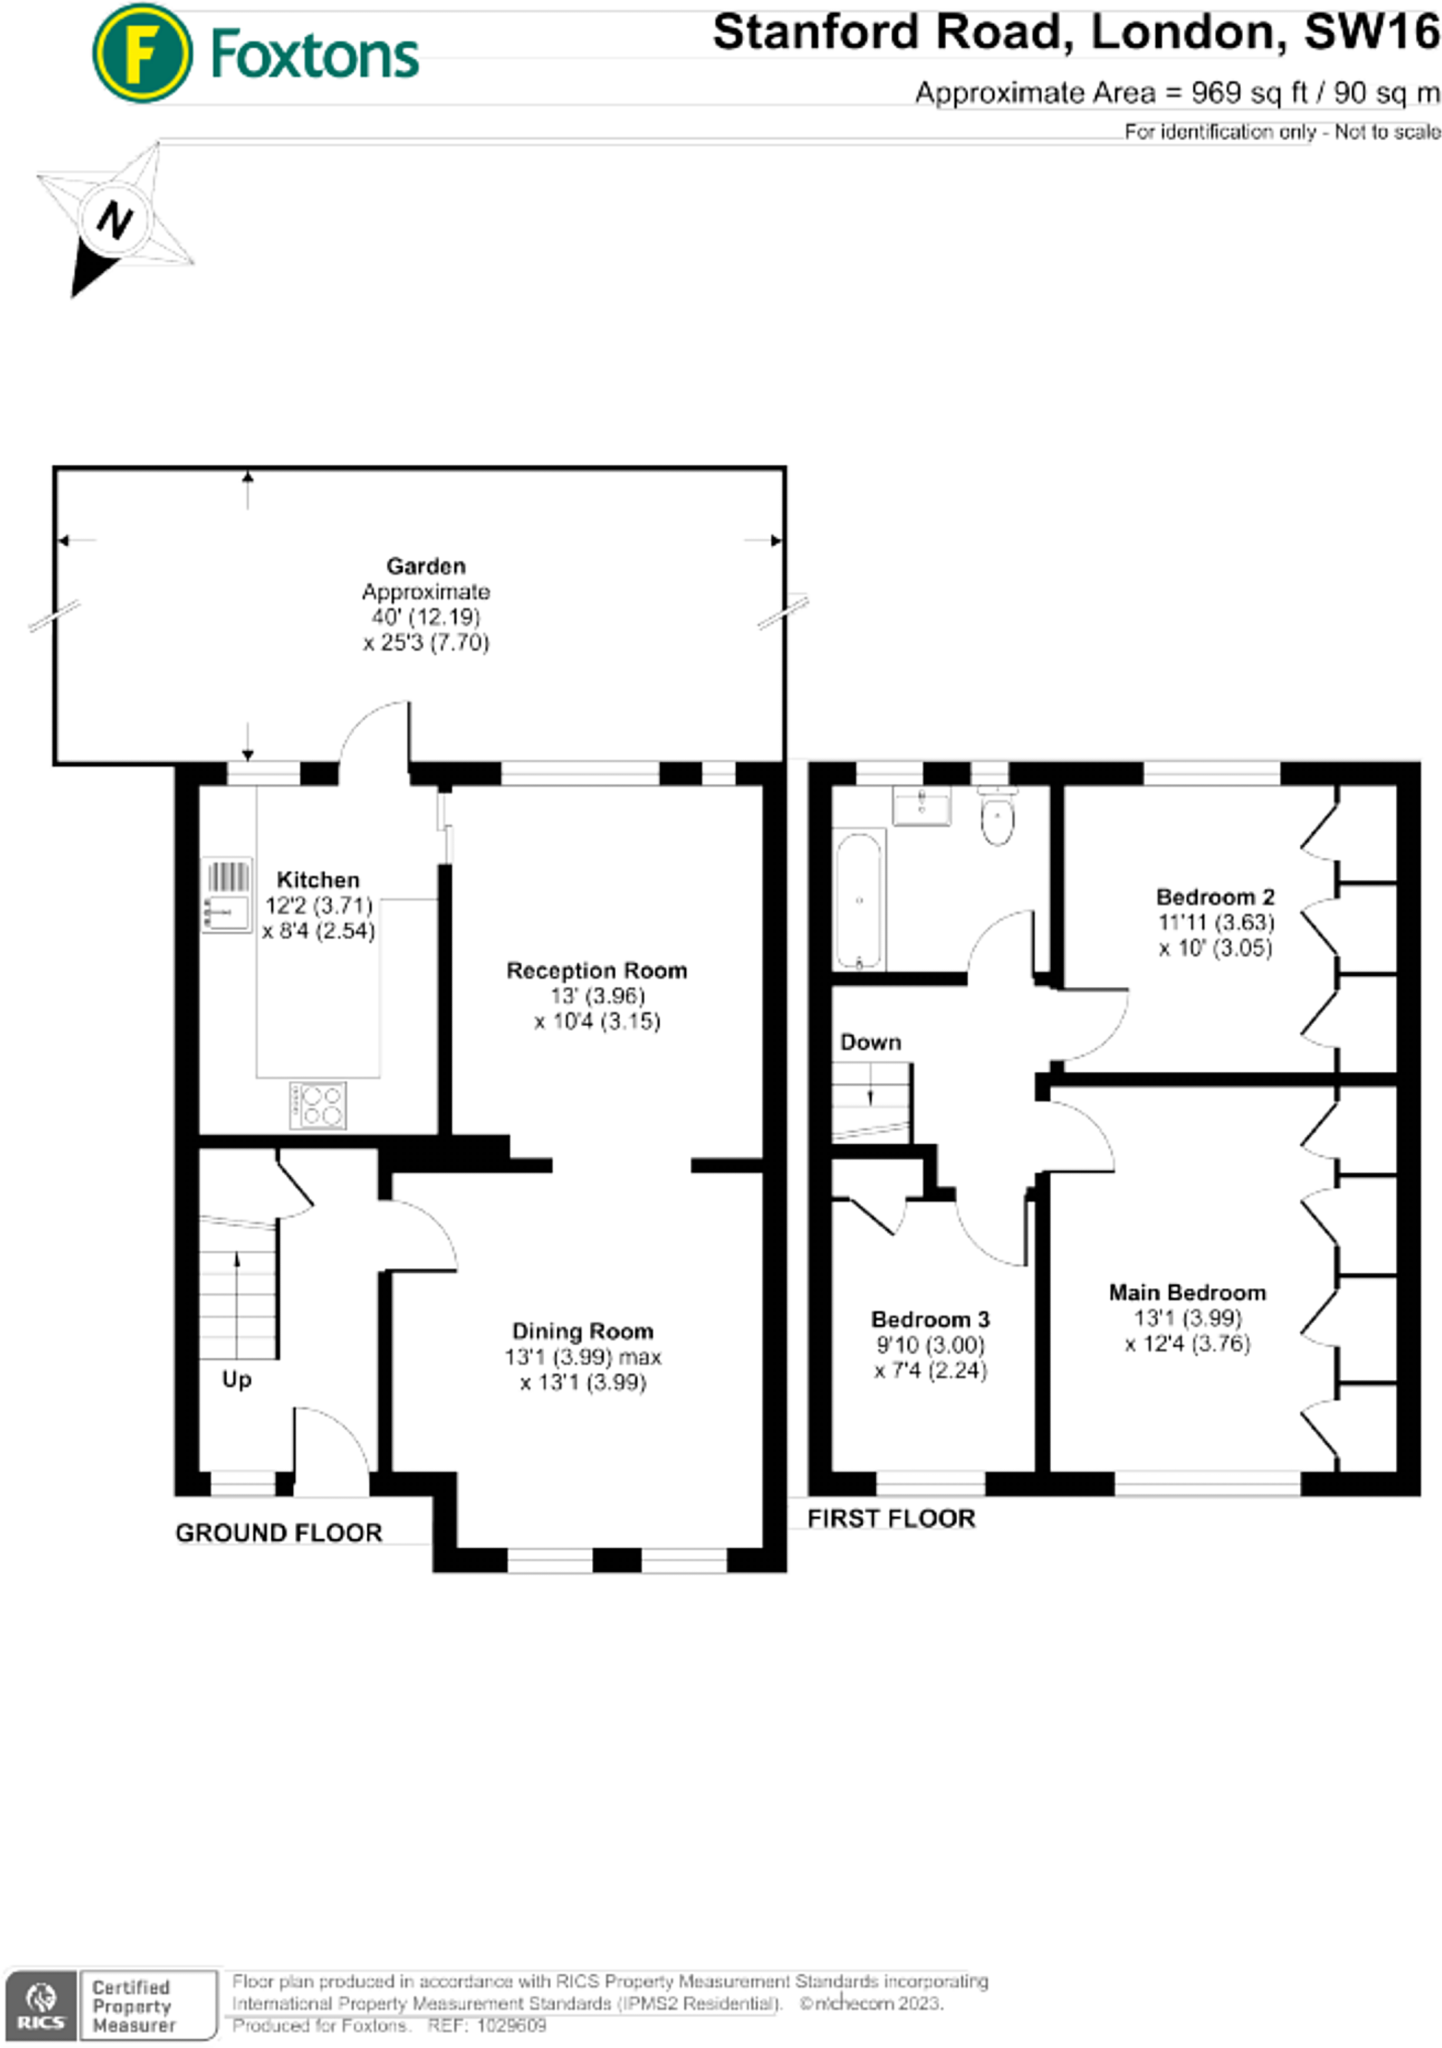 F Foxtons
Stanford Road, London, SW16
Approximate Area = 969 sq ft / 90 sq m
For identification only - Not to scale
N
Garden
Approximate
40' (12.19)
x 25'3 (7.70)
Kitchen
12'2 (3.71)
x 8'4 (2.54)
Reception Room
13' (3.96)
x 10'4 (3.15)
Dining Room
13'1 (3.99) max
x 13'1 (3.99)
Up
GROUND FLOOR
Bedroom 2
11'11 (3.63)
x 10' (3.05)
Down
Main Bedroom
13'1 (3.99)
x 12'4 (3.76)
Bedroom 3
9'10 (3.00)
x 7'4 (2.24)
FIRST FLOOR
RICS
Certified
Property
Measurer
Floor plan produced in accordance with RICS Property Measurement Standards incorporating
International Property Measurement Standards (IPMS2 Residential). © nichecom 2023.
Produced for Foxtons. REF: 1029609